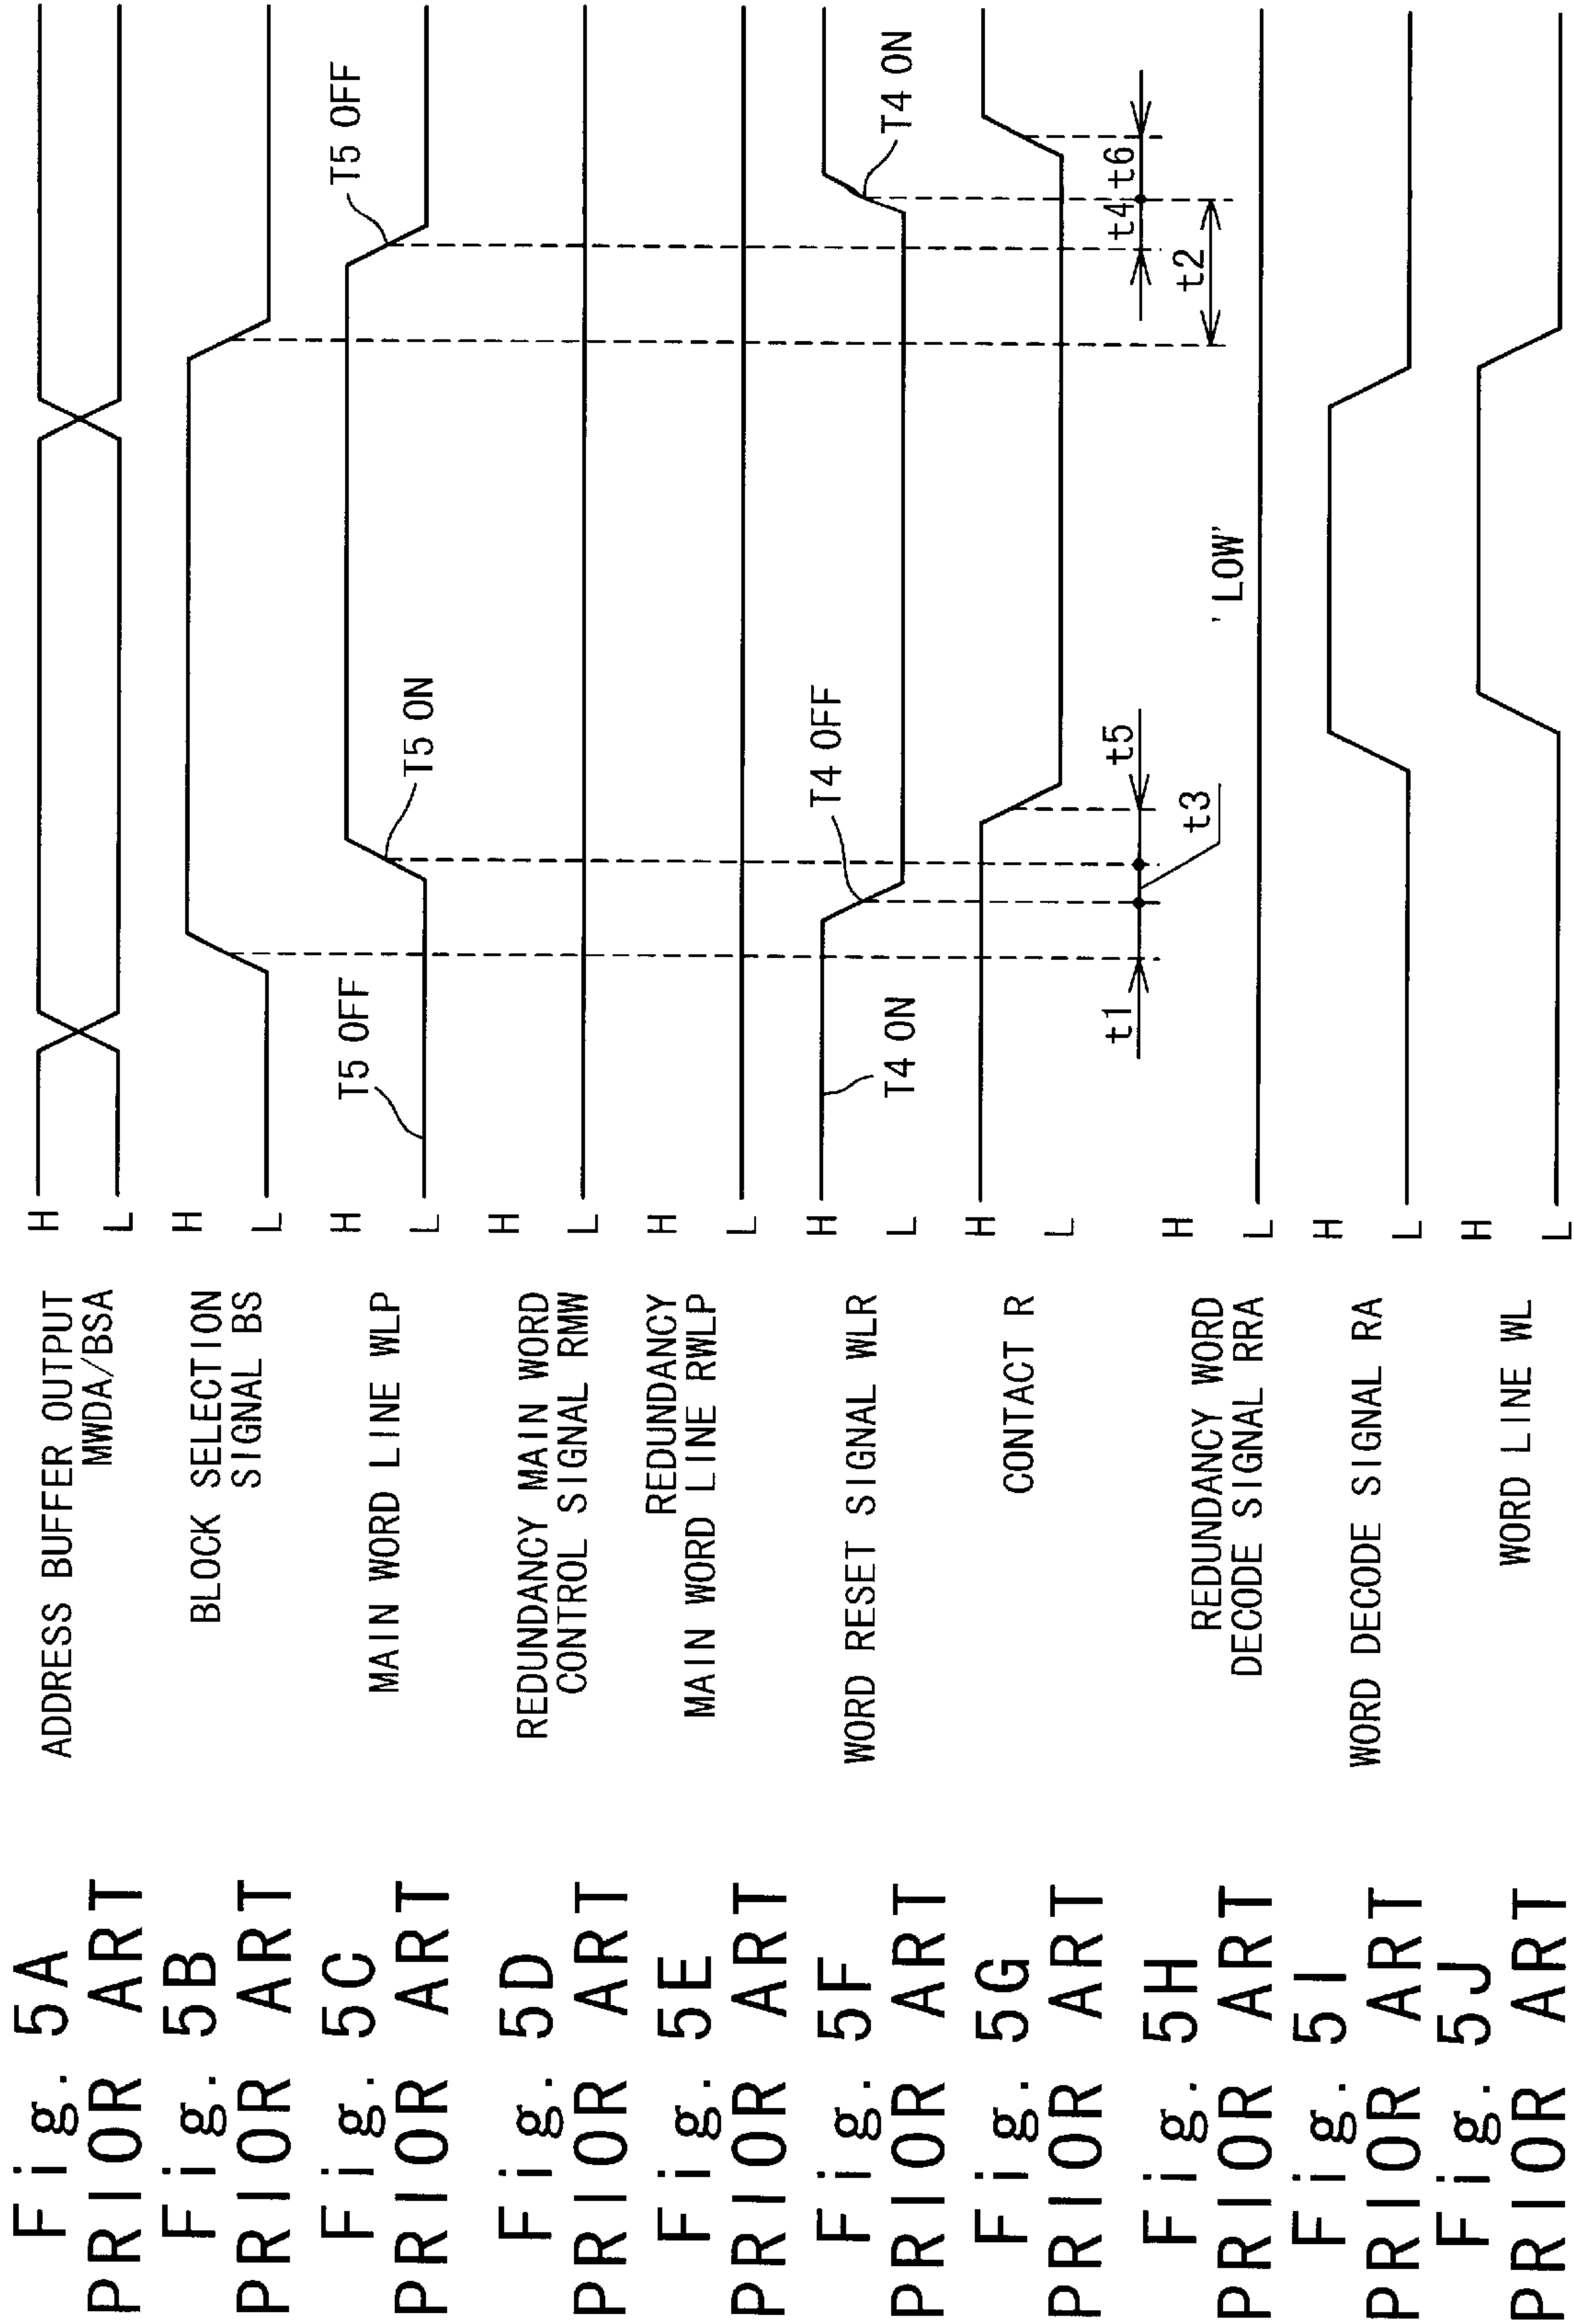 Fig. 5A
PRIOR ART
ADDRESS BUFFER OUTPUT
MWDA/BSA
H
L
Fig. 5B
PRIOR ART
BLOCK SELECTION
SIGNAL BS
H
L
Fig. 5C
PRIOR ART
MAIN WORD LINE WLP
H
L
T5 OFF
T5 ON
T5 OFF
Fig. 5D
PRIOR ART
REDUNDANCY MAIN WORD
CONTROL SIGNAL RMW
H
L
Fig. 5E
PRIOR ART
REDUNDANCY
MAIN WORD LINE RWLP
H
L
Fig. 5F
PRIOR ART
WORD RESET SIGNAL WLR
H
L
T4 ON
T4 OFF
T4 ON
Fig. 5G
PRIOR ART
CONTACT R
H
L
t1
t3
t5
t2
t4
t6
Fig. 5H
PRIOR ART
REDUNDANCY WORD
DECODE SIGNAL RRA
H
L
'LOW'
Fig. 5I
PRIOR ART
WORD DECODE SIGNAL RA
H
L
Fig. 5J
PRIOR ART
WORD LINE WL
H
L